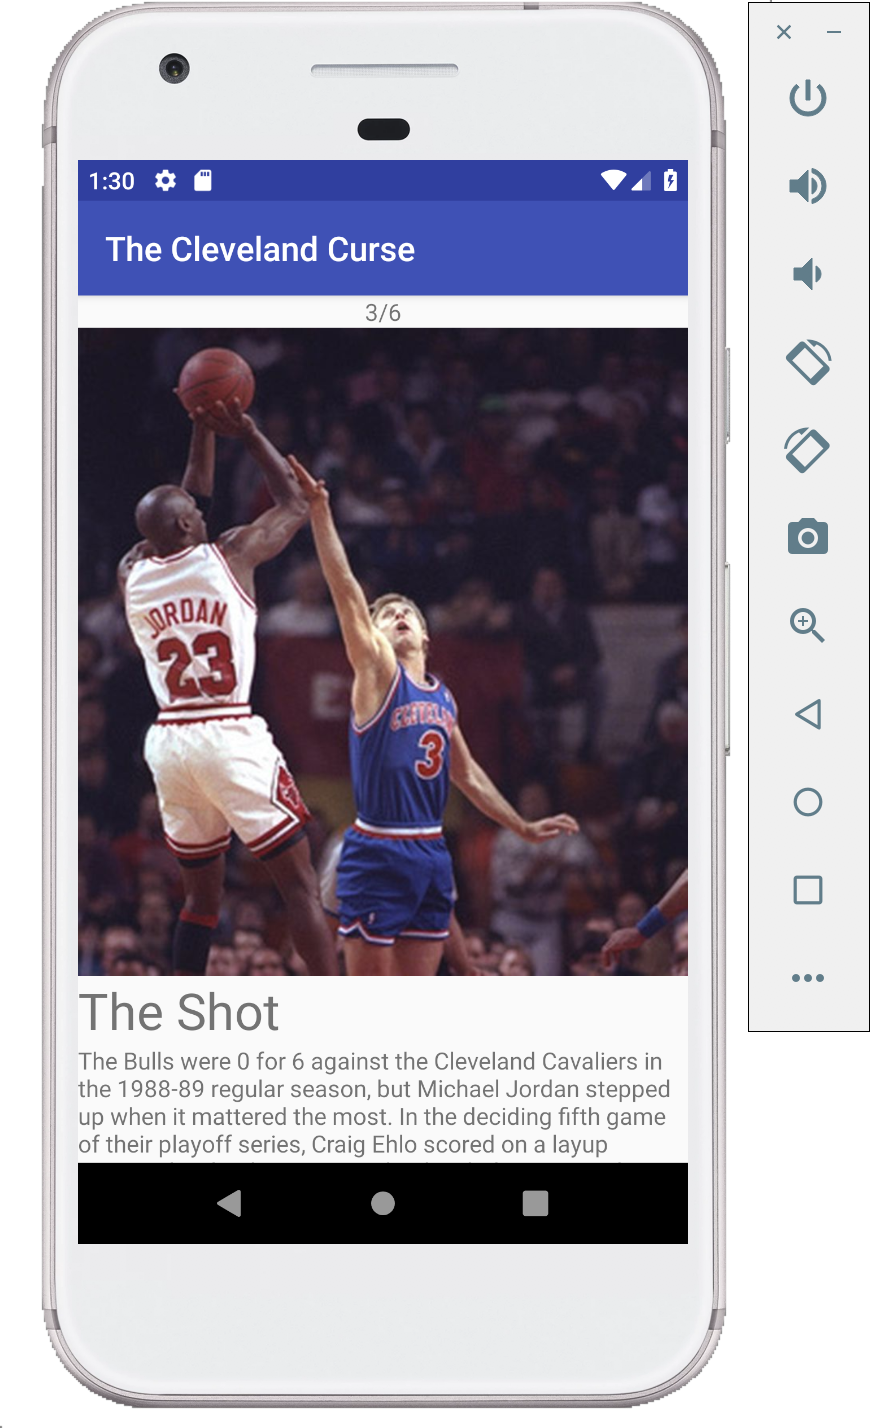 1:30
The Cleveland Curse
3/6
JORDAN
23
CLEVELAND
3
The Shot
The Bulls were 0 for 6 against the Cleveland Cavaliers in
the 1988-89 regular season, but Michael Jordan stepped
up when it mattered the most. In the deciding fifth game
of their playoff series, Craig Ehlo scored on a layup